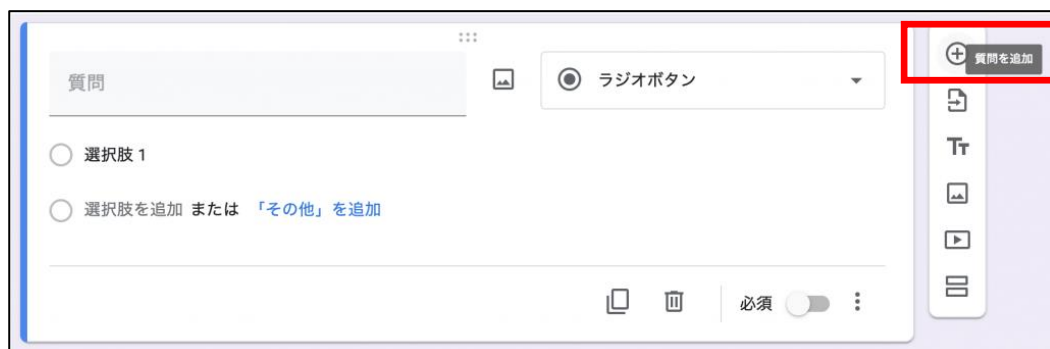 質問
ラジオボタン
質問を追加
選択肢 1
Tт
選択肢を追加 または 「その他」を追加
必須